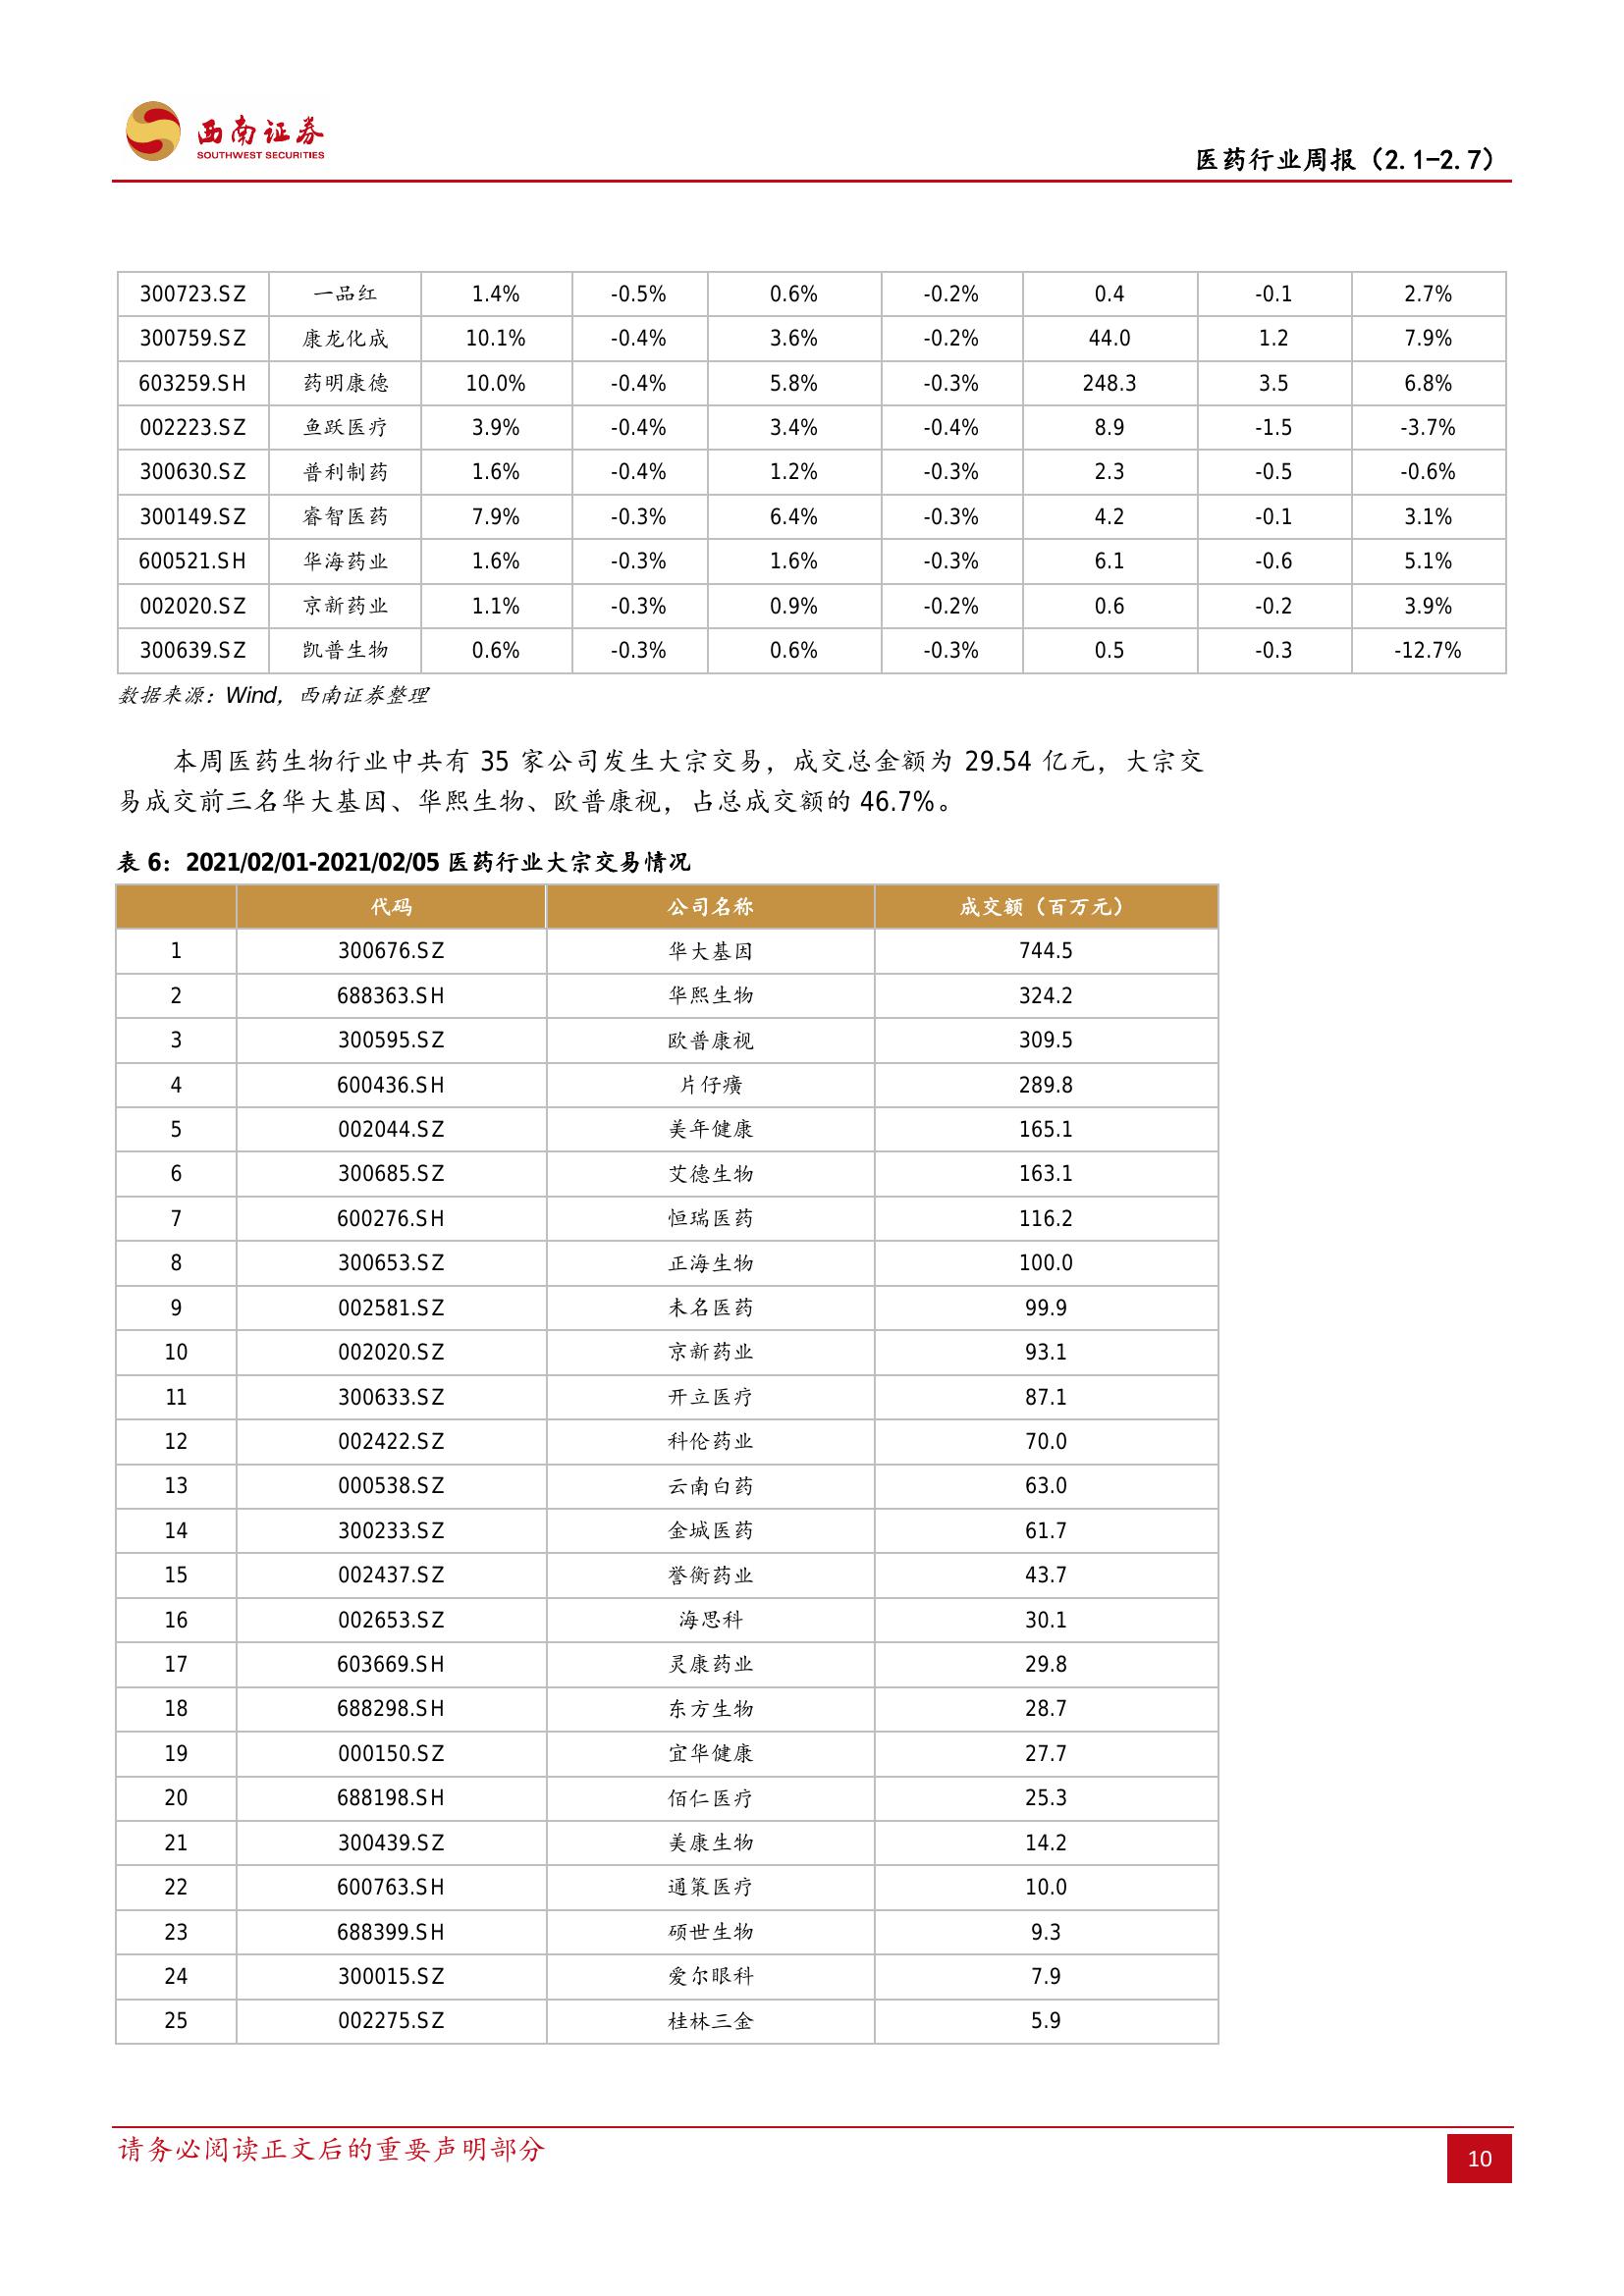 西南证券
SOUTHWEST SECURITIES
医药行业周报（2.1-2.7）
300723.SZ 一品红 1.4% -0.5% 0.6% -0.2% 0.4 -0.1 2.7%
300759.SZ 康龙化成 10.1% -0.4% 3.6% -0.2% 44.0 1.2 7.9%
603259.SH 药明康德 10.0% -0.4% 5.8% -0.3% 248.3 3.5 6.8%
002223.SZ 鱼跃医疗 3.9% -0.4% 3.4% -0.4% 8.9 -1.5 -3.7%
300630.SZ 普利制药 1.6% -0.4% 1.2% -0.3% 2.3 -0.5 -0.6%
300149.SZ 睿智医药 7.9% -0.3% 6.4% -0.3% 4.2 -0.1 3.1%
600521.SH 华海药业 1.6% -0.3% 1.6% -0.3% 6.1 -0.6 5.1%
002020.SZ 京新药业 1.1% -0.3% 0.9% -0.2% 0.6 -0.2 3.9%
300639.SZ 凯普生物 0.6% -0.3% 0.6% -0.3% 0.5 -0.3 -12.7%
数据来源：Wind，西南证券整理
本周医药生物行业中共有 35 家公司发生大宗交易，成交总金额为 29.54 亿元，大宗交
易成交前三名华大基因、华熙生物、欧普康视，占总成交额的 46.7%。
表 6：2021/02/01-2021/02/05 医药行业大宗交易情况
代码 公司名称 成交额（百万元）
1 300676.SZ 华大基因 744.5
2 688363.SH 华熙生物 324.2
3 300595.SZ 欧普康视 309.5
4 600436.SH 片仔癀 289.8
5 002044.SZ 美年健康 165.1
6 300685.SZ 艾德生物 163.1
7 600276.SH 恒瑞医药 116.2
8 300653.SZ 正海生物 100.0
9 002581.SZ 未名医药 99.9
10 002020.SZ 京新药业 93.1
11 300633.SZ 开立医疗 87.1
12 002422.SZ 科伦药业 70.0
13 000538.SZ 云南白药 63.0
14 300233.SZ 金城医药 61.7
15 002437.SZ 誉衡药业 43.7
16 002653.SZ 海思科 30.1
17 603669.SH 灵康药业 29.8
18 688298.SH 东方生物 28.7
19 000150.SZ 宜华健康 27.7
20 688198.SH 佰仁医疗 25.3
21 300439.SZ 美康生物 14.2
22 600763.SH 通策医疗 10.0
23 688399.SH 硕世生物 9.3
24 300015.SZ 爱尔眼科 7.9
25 002275.SZ 桂林三金 5.9
请务必阅读正文后的重要声明部分
10